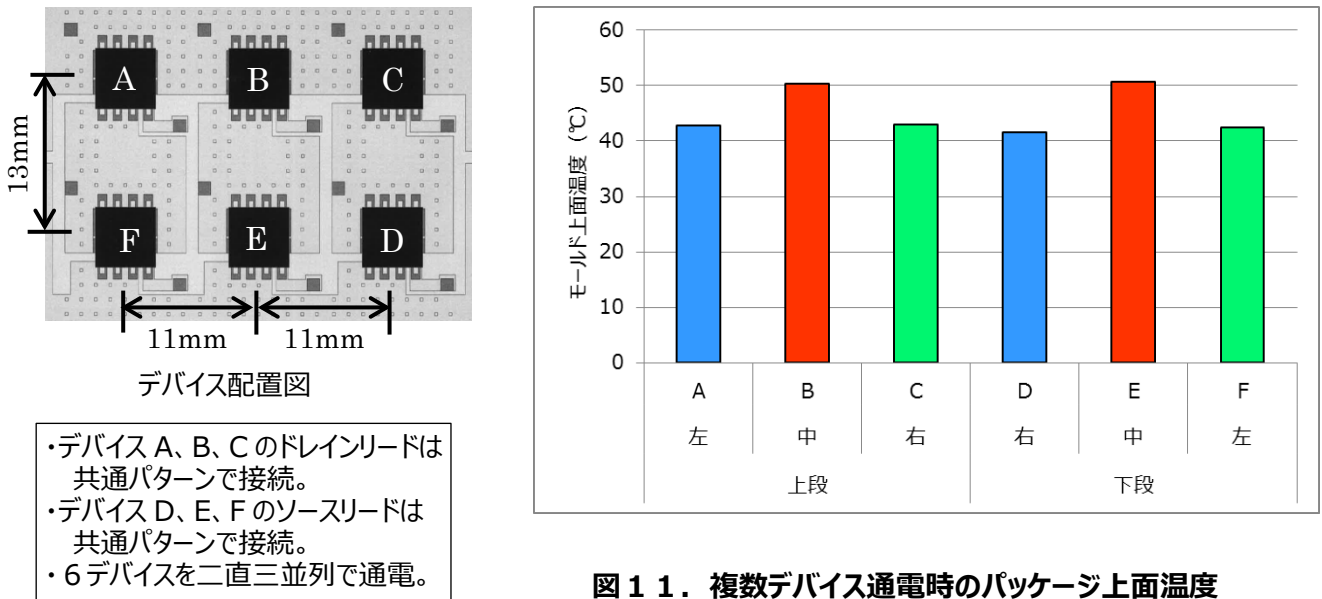 A
B
C
F
E
D
13mm
11mm
11mm
デバイス配置図
・デバイス A、B、C のドレインリードは
共通パターンで接続。
・デバイス D、E、F のソースリードは
共通パターンで接続。
・６デバイスを二直三並列で通電。
モールド上面温度 (℃)
60
50
40
30
20
10
0
A B C D E F
左 中 右 右 中 左
上段 下段
図１１．複数デバイス通電時のパッケージ上面温度